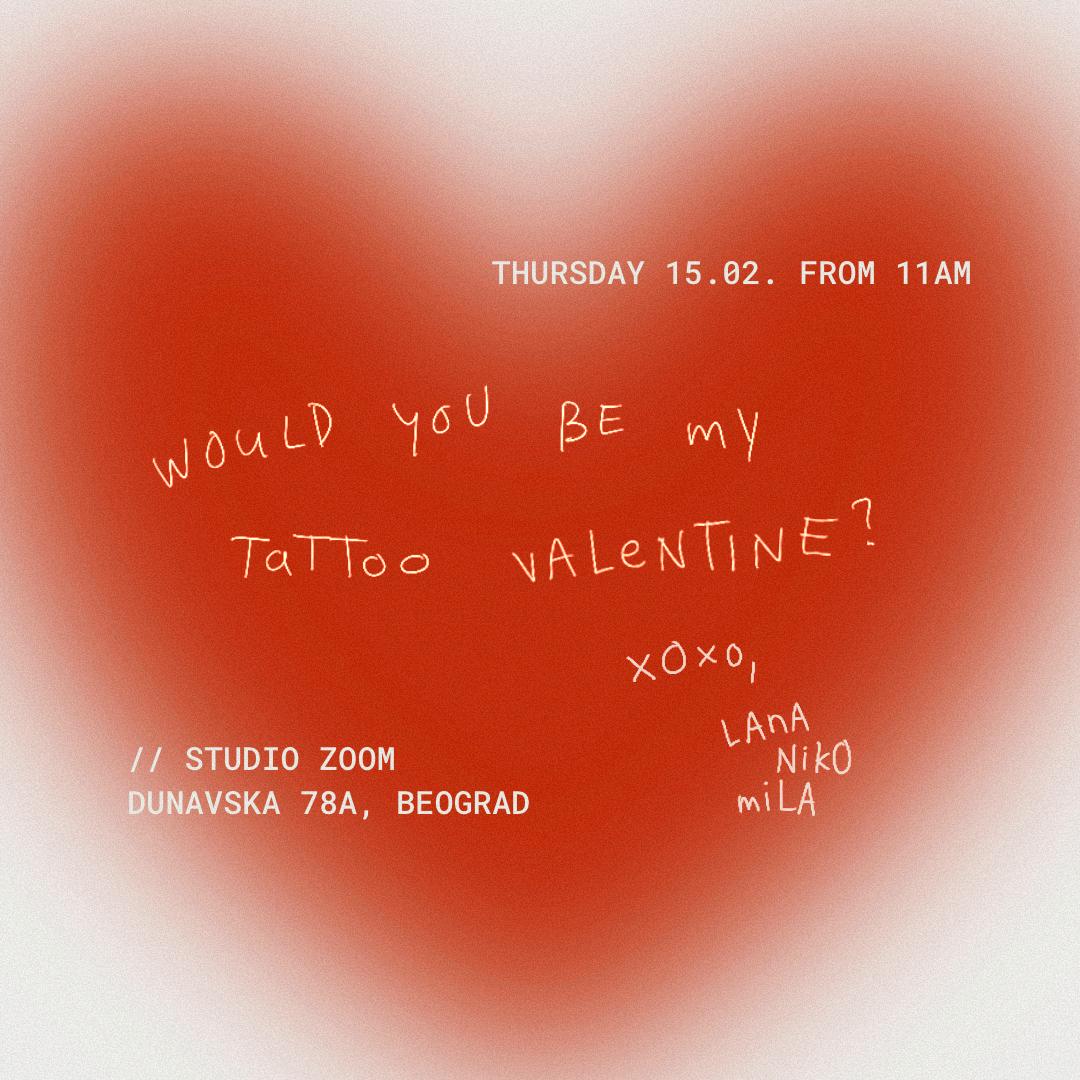 THURSDAY 15.02. FROM 11AM
WOULD YOU BE my
TaTToo VALeNTINE?
xOxo,
LAnA
NikO
miLA
// STUDIO ZOOM
DUNAVSKA 78A, BEOGRAD